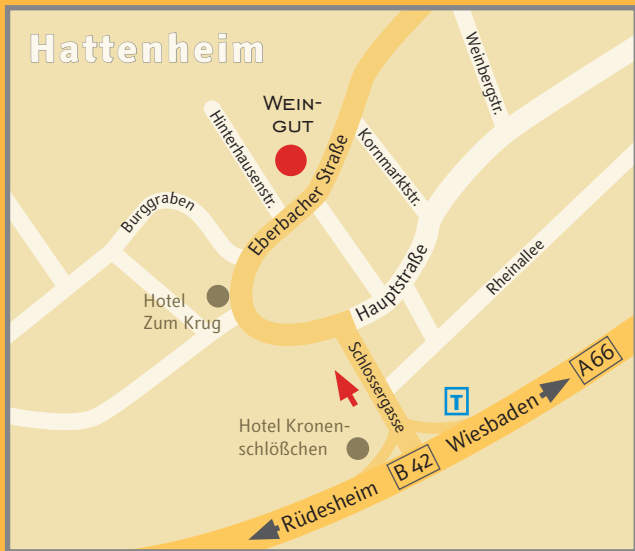 Hattenheim
WEIN-
GUT
Weinbergstr.
Hinterhausenstr.
Kornmarktstr.
Eberbacher Straße
Burggraben
Hauptstraße
Rheinallee
Hotel
Zum Krug
Schlossergasse
T
A66
Hotel Kronen-
schlößchen
Wiesbaden
B 42
Rüdesheim